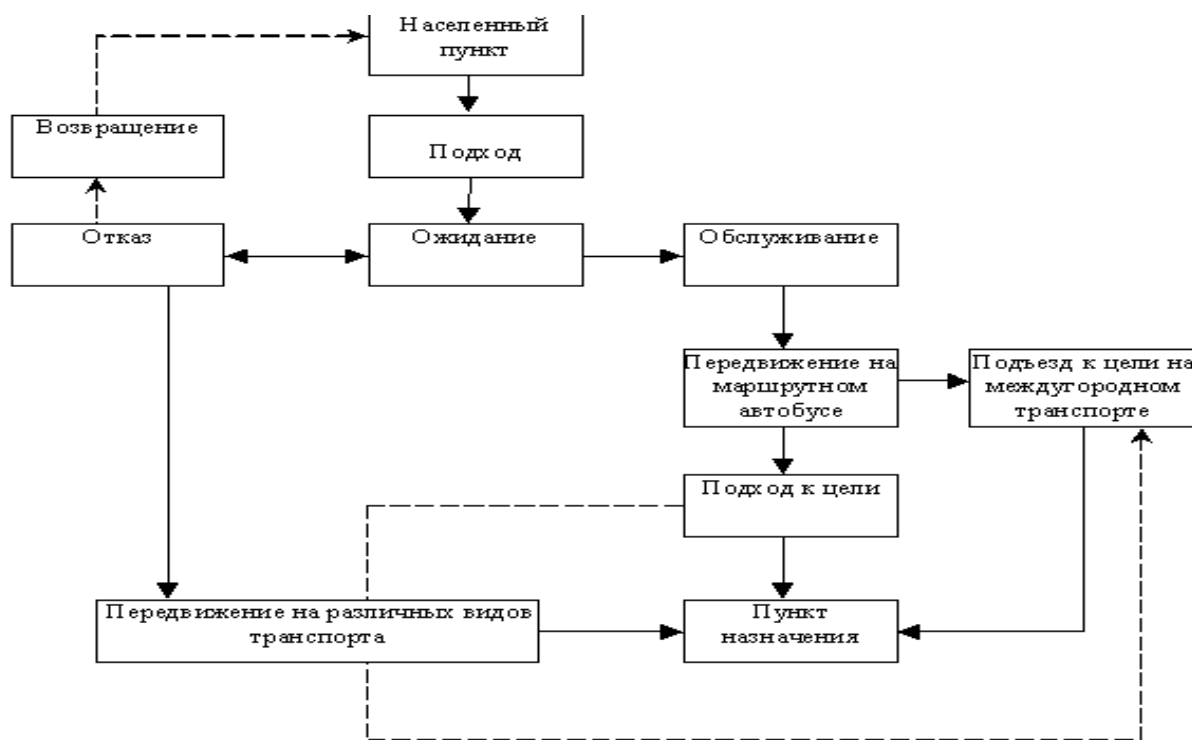 Населенный
пункт
Возвращение
Подход
Отказ
Ожидание
Обслуживание
Передвижение на
маршрутном
автобусе
Подъезд к цели на
междугородном
транспорте
Подход к цели
Передвижение на различных видов
транспорта
Пункт
назначения